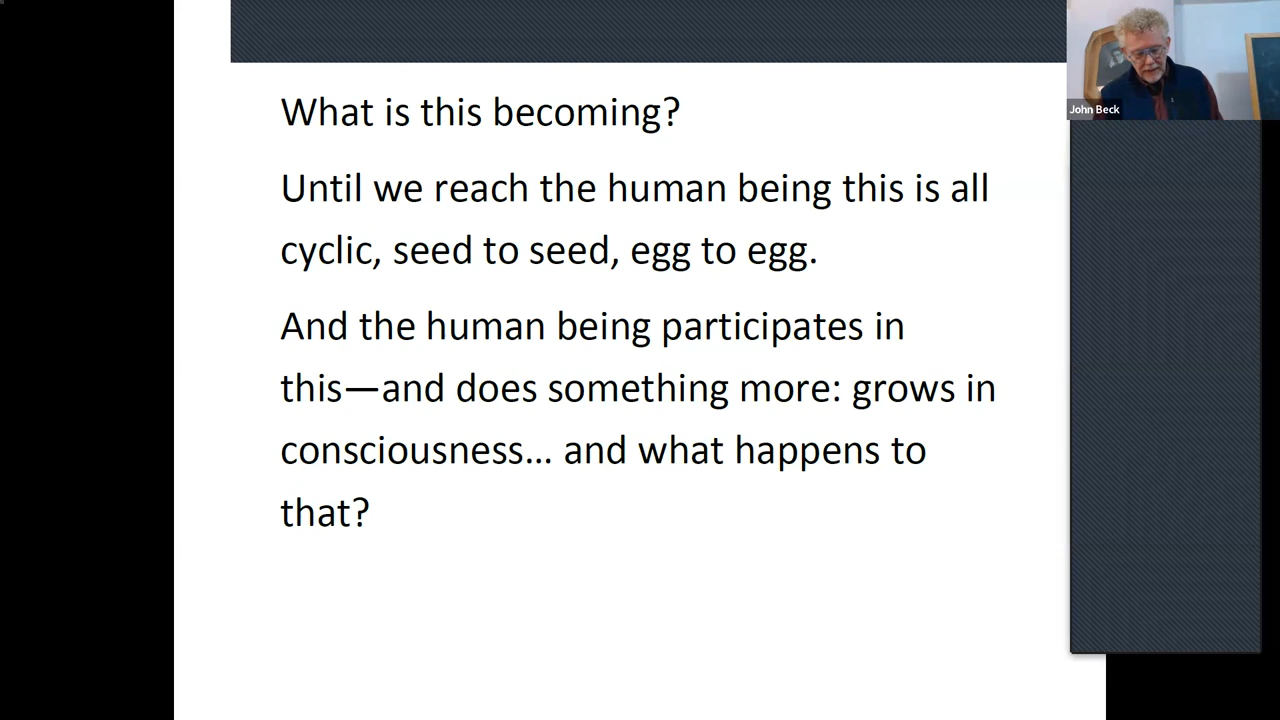 What is this becoming?
Until we reach the human being this is all
cyclic, seed to seed, egg to egg.
And the human being participates in
this—and does something more: grows in
consciousness… and what happens to
that?
John Beck